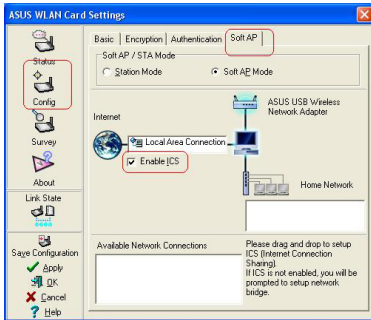 ASUS WLAN Card Settings
Status
Config
Survey
About
Link State
Save Configuration
Apply
OK
Cancel
Help
Basic
Encryption
Authentication
Soft AP
Soft AP / STA Mode
Station Mode
Soft AP Mode
Internet
ASUS USB Wireless
Network Adapter
Local Area Connection
Enable ICS
Home Network
Available Network Connections
Please drag and drop to setup
ICS (Internet Connection
Sharing).
If ICS is not enabled, you will be
prompted to setup network
bridge.